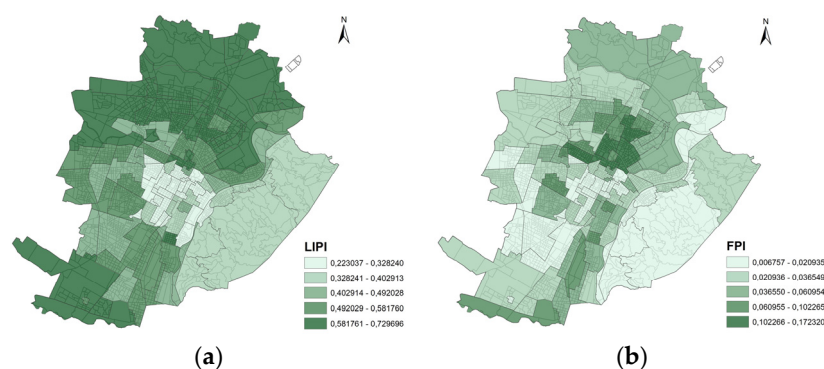 N
LIPI
0,223037 - 0,328240
0,328241 - 0,402913
0,402914 - 0,492028
0,492029 - 0,581760
0,581761 - 0,729696
(a)
N
FPI
0,006757 - 0,020935
0,020936 - 0,036549
0,036550 - 0,060954
0,060955 - 0,102265
0,102266 - 0,172320
(b)